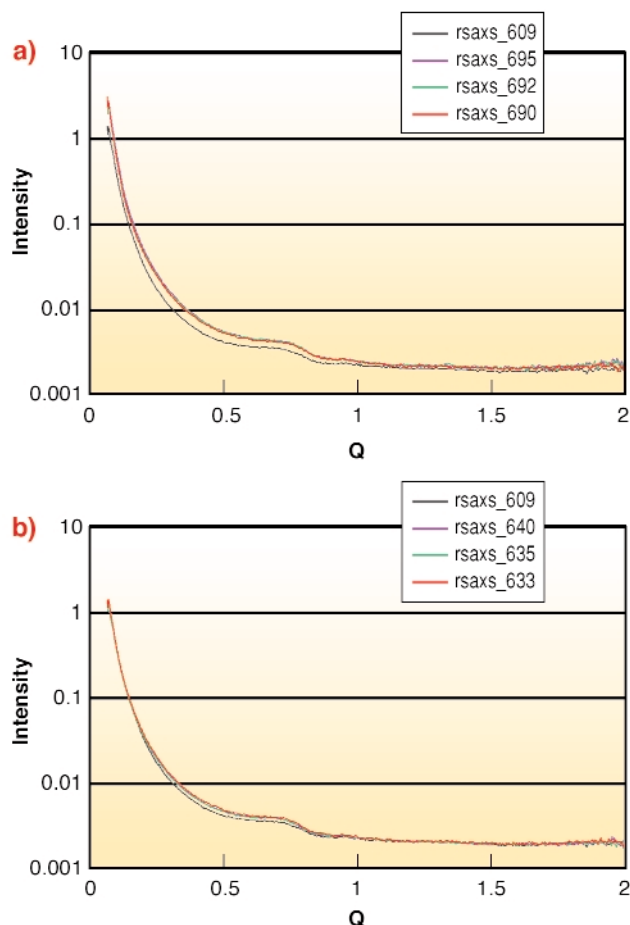 a)
rsaxs_609
rsaxs_695
rsaxs_692
rsaxs_690
10
1
0.1
0.01
0.001
Intensity
0
0.5
1
1.5
2
Q
b)
rsaxs_609
rsaxs_640
rsaxs_635
rsaxs_633
10
1
0.1
0.01
0.001
Intensity
0
0.5
1
1.5
2
Q